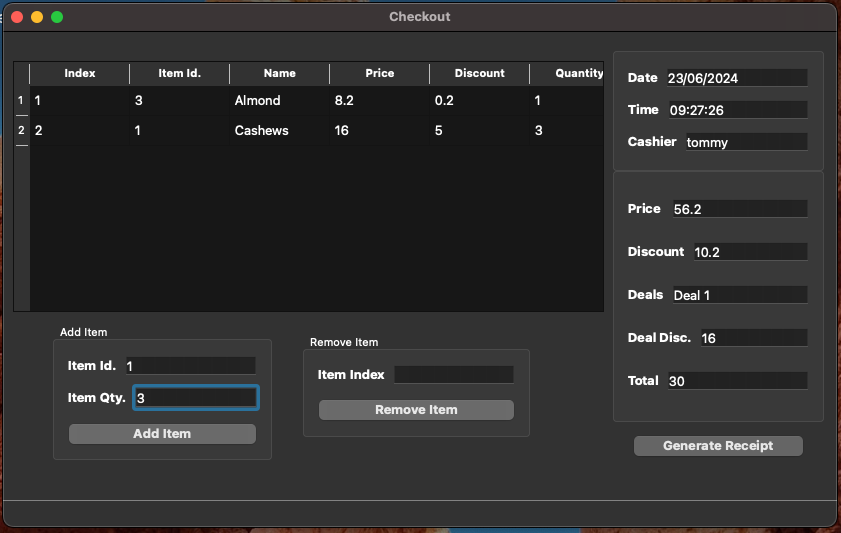 Checkout
Index Item Id. Name Price Discount Quantity
1 1 3 Almond 8.2 0.2 1
2 2 1 Cashews 16 5 3
Date 23/06/2024
Time 09:27:26
Cashier tommy
Price 56.2
Discount 10.2
Deals Deal 1
Deal Disc. 16
Total 30
Generate Receipt
Add Item
Item Id. 1
Item Qty. 3
Add Item
Remove Item
Item Index
Remove Item